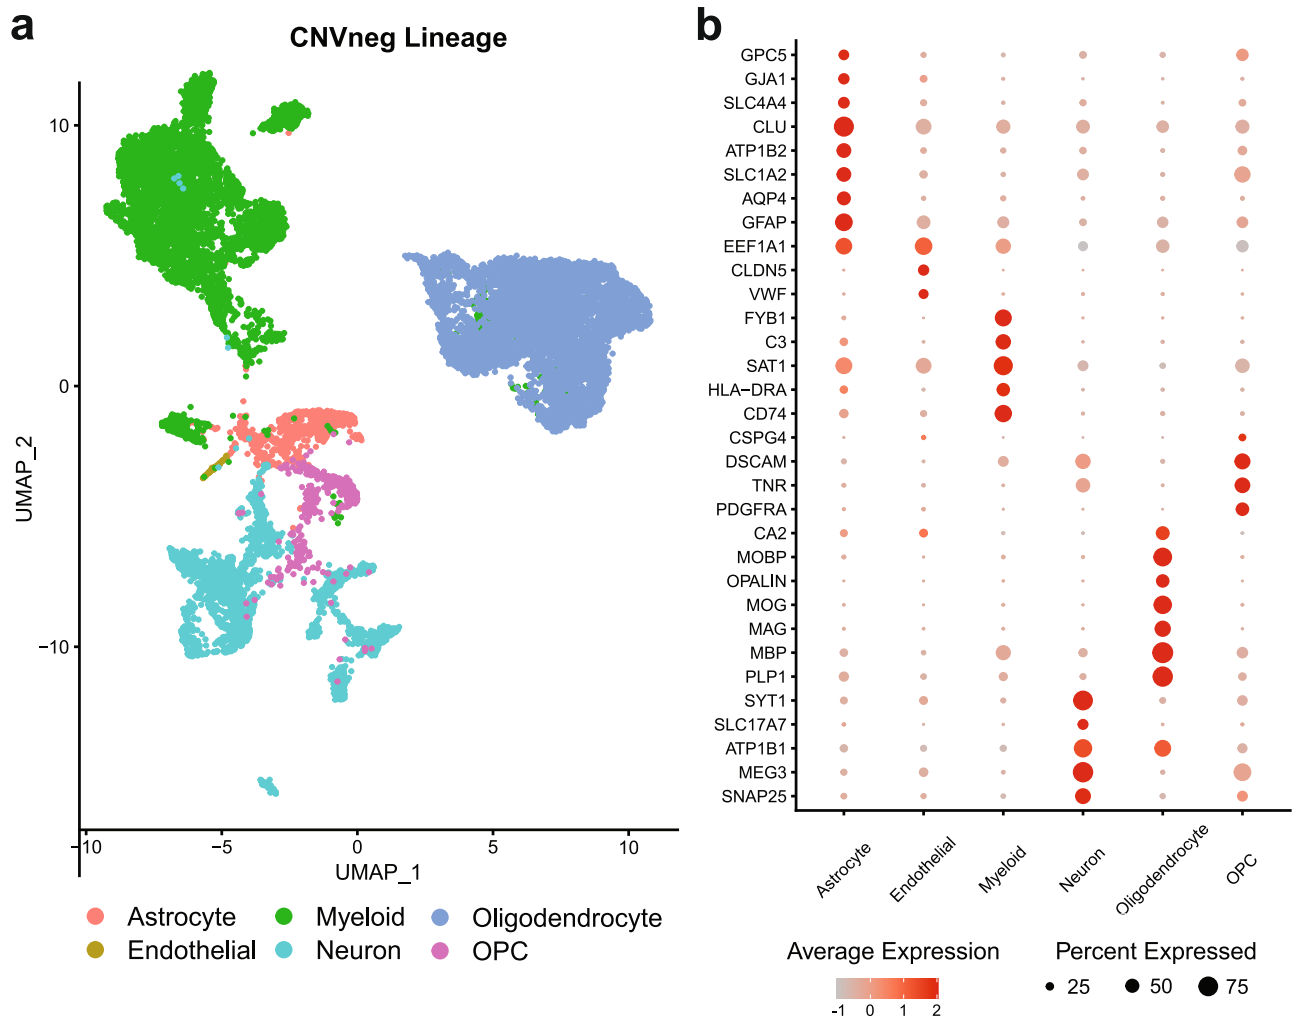 a
CNVneg Lineage
10
0
−10
UMAP_2
−10
−5
0
5
10
UMAP_1
Astrocyte
Myeloid
Oligodendrocyte
Endothelial
Neuron
OPC
b
GPC5
GJA1
SLC4A4
CLU
ATP1B2
SLC1A2
AQP4
GFAP
EEF1A1
CLDN5
VWF
FYB1
C3
SAT1
HLA−DRA
CD74
CSPG4
DSCAM
TNR
PDGFRA
CA2
MOBP
OPALIN
MOG
MAG
MBP
PLP1
SYT1
SLC17A7
ATP1B1
MEG3
SNAP25
Astrocyte
Endothelial
Myeloid
Neuron
Oligodendrocyte
OPC
Average Expression
-1 0 1 2
Percent Expressed
25 50 75